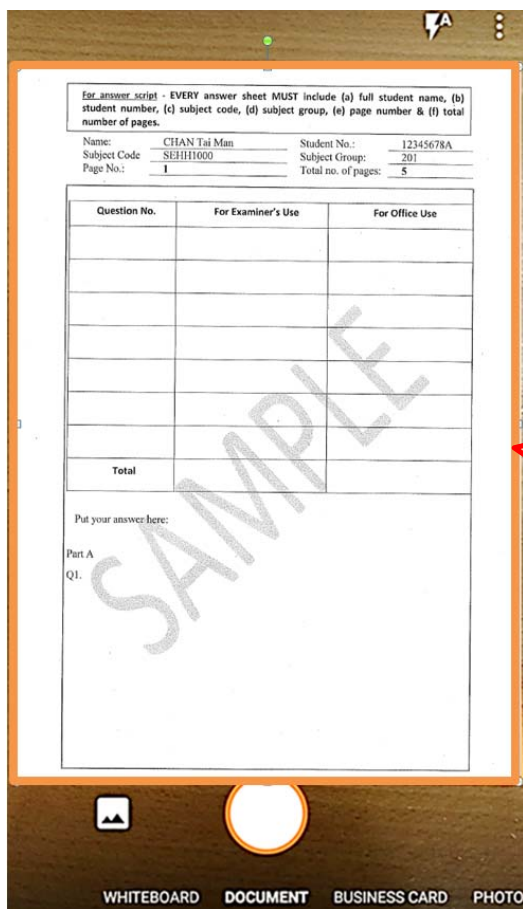 For answer script - EVERY answer sheet MUST include (a) full student name, (b)
student number, (c) subject code, (d) subject group, (e) page number & (f) total
number of pages.
Name: CHAN Tai Man Student No.: 12345678A
Subject Code SEHH1000 Subject Group: 201
Page No.: 1 Total no. of pages: 5
Question No. For Examiner's Use For Office Use
Total
SAMPLE
Put your answer here:
Part A
Q1.
WHITEBOARD DOCUMENT BUSINESS CARD PHOTO